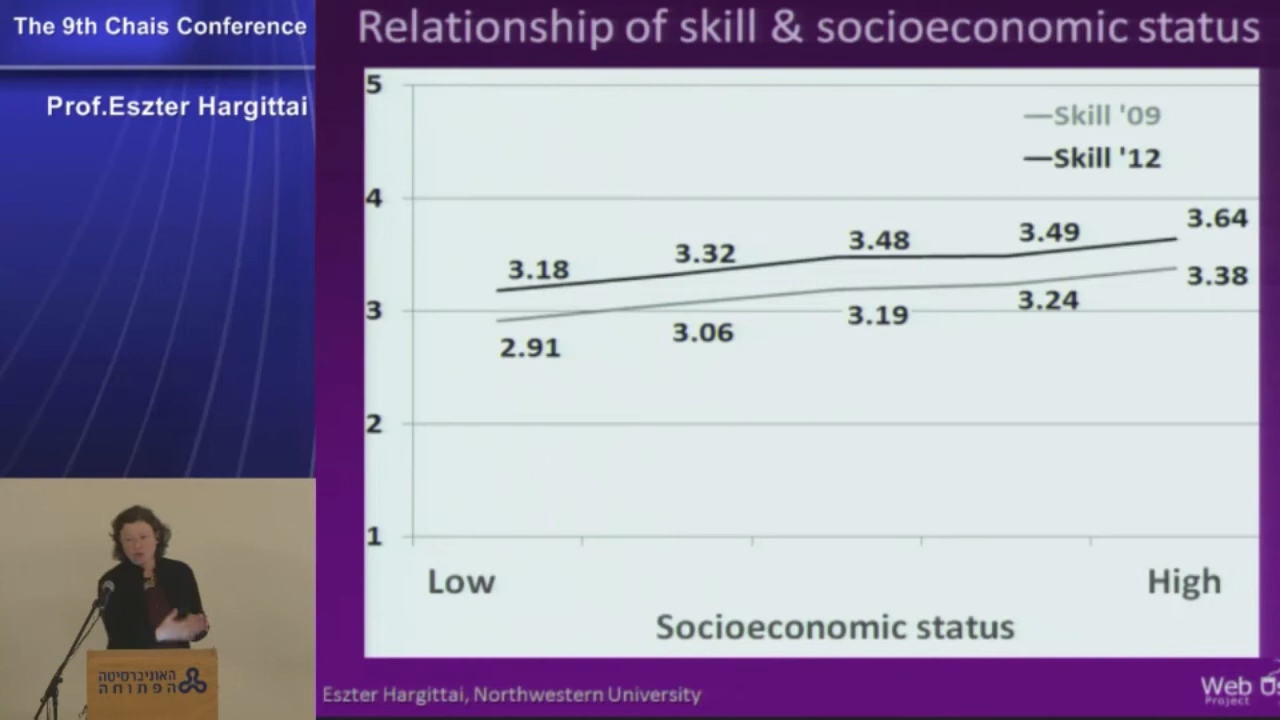 The 9th Chais Conference
Prof.Eszter Hargittai
Relationship of skill & socioeconomic status
5
Skill '09
Skill '12
4
3.18
3.32
3.48
3.49
3.64
3
2.91
3.06
3.19
3.24
3.38
2
1
Low
High
Socioeconomic status
האוניברסיטה
הפתוחה
Eszter Hargittai, Northwestern University
Web
Project